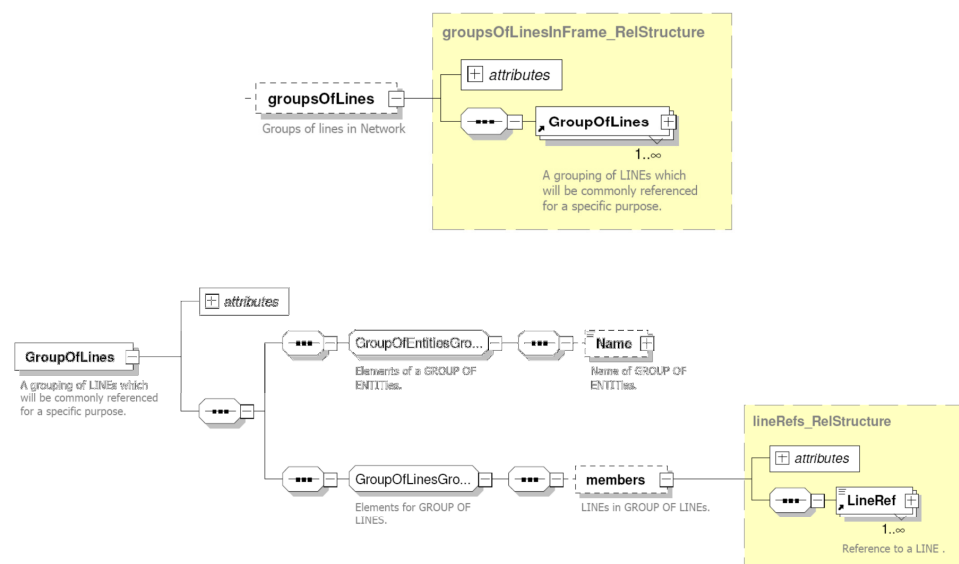 groupsOfLinesInFrame_RelStructure
attributes
groupsOfLines
Groups of lines in Network
GroupOfLines
1..∞
A grouping of LINEs which
will be commonly referenced
for a specific purpose.
attributes
GroupOfLines
A grouping of LINEs which
will be commonly referenced
for a specific purpose.
GroupOfEntitiesGro...
Elements of a GROUP OF
ENTITIEs.
Name
Name of GROUP OF
ENTITIEs.
GroupOfLinesGro...
Elements for GROUP OF
LINES.
members
LINEs in GROUP OF LINEs.
lineRefs_RelStructure
attributes
LineRef
1..∞
Reference to a LINE .